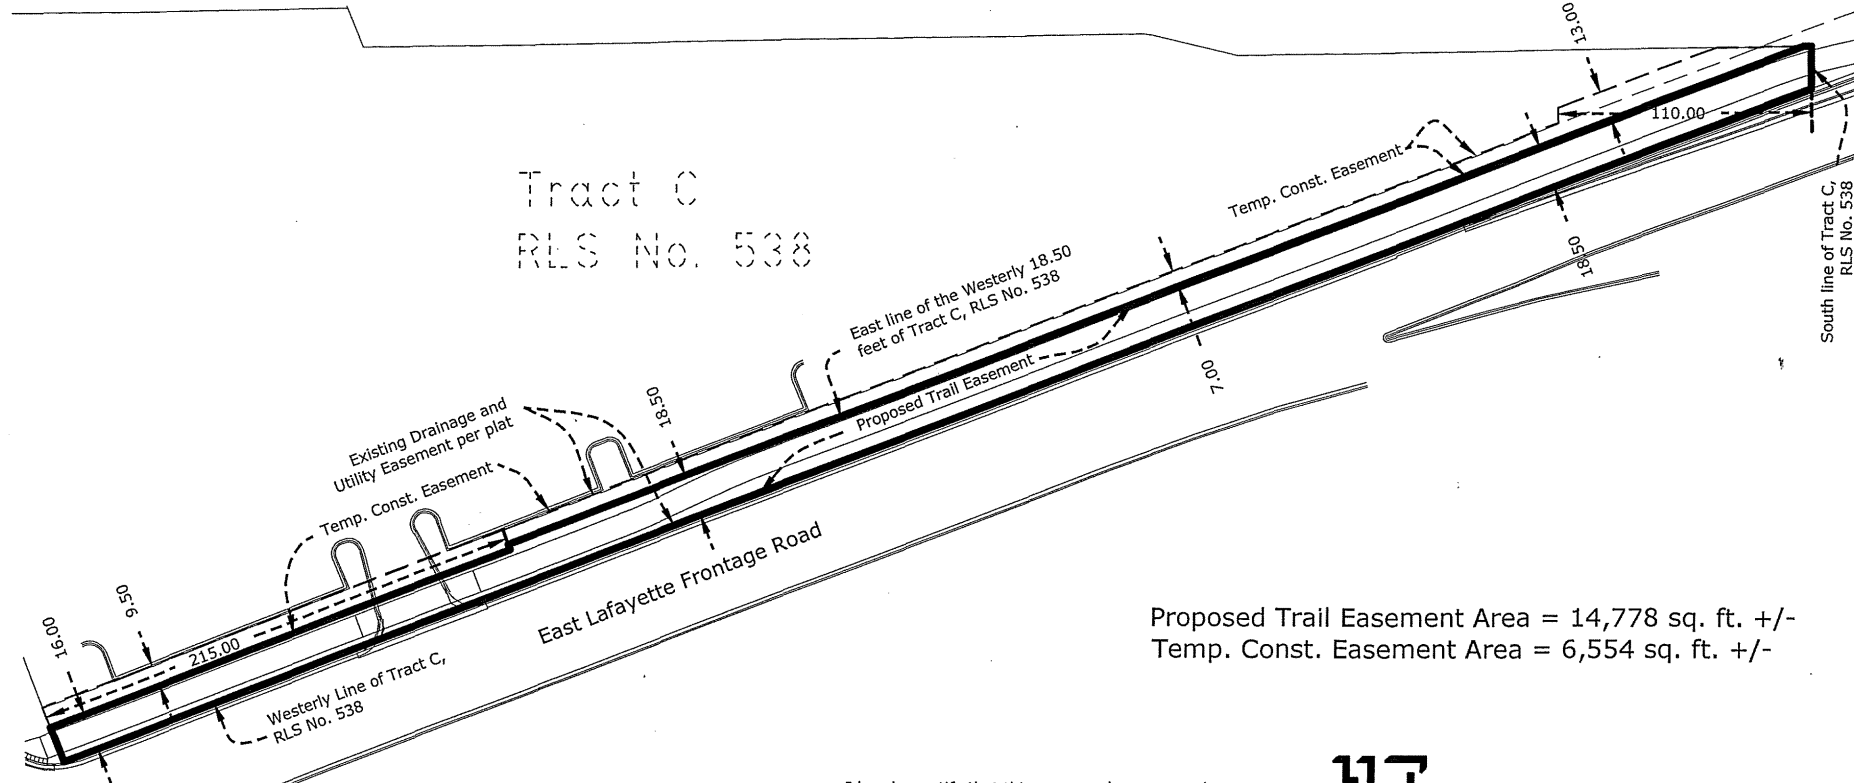 13.00
110.00
Tract C
RLS No. 538
Temp. Const. Easement
South line of Tract C,
RLS No. 538
18.50
East line of the Westerly 18.50
feet of Tract C, RLS No. 538
Proposed Trail Easement
7.00
18.50
Existing Drainage and
Utility Easement per plat
Temp. Const. Easement
East Lafayette Frontage Road
9.50
16.00
215.00
Westerly Line of Tract C,
RLS No. 538
Proposed Trail Easement Area = 14,778 sq. ft. +/-
Temp. Const. Easement Area = 6,554 sq. ft. +/-